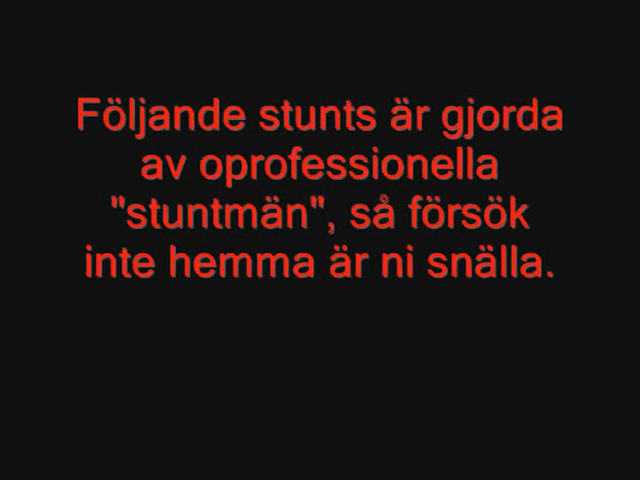 Följande stunts är gjorda
av oprofessionella
"stuntmän", så försök
inte hemma är ni snälla.